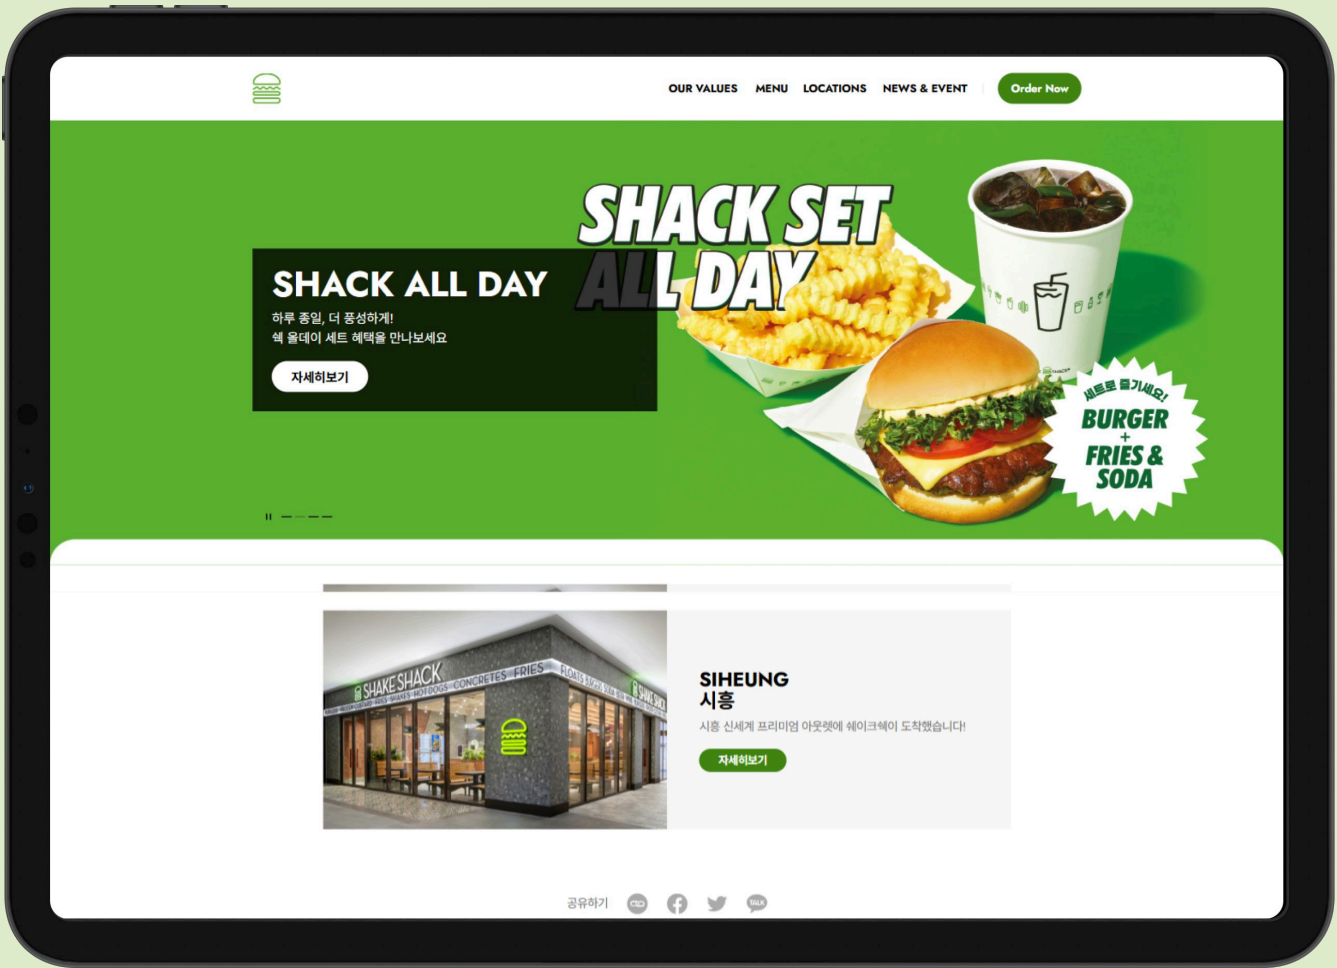 OUR VALUES MENU LOCATIONS NEWS & EVENT Order Now
SHACK SET
ALL DAY
SHACK ALL DAY
하루 종일, 더 풍성하게!
쉑 올데이 세트 혜택을 만나보세요
자세히보기
세트로 즐기세요!
BURGER
+
FRIES &
SODA
SHAKE SHACK
CONCRETES FRIES
SIHEUNG
시흥
시흥 신세계 프리미엄 아웃렛에 쉐이크쉑이 도착했습니다!
자세히보기
공유하기
TALK